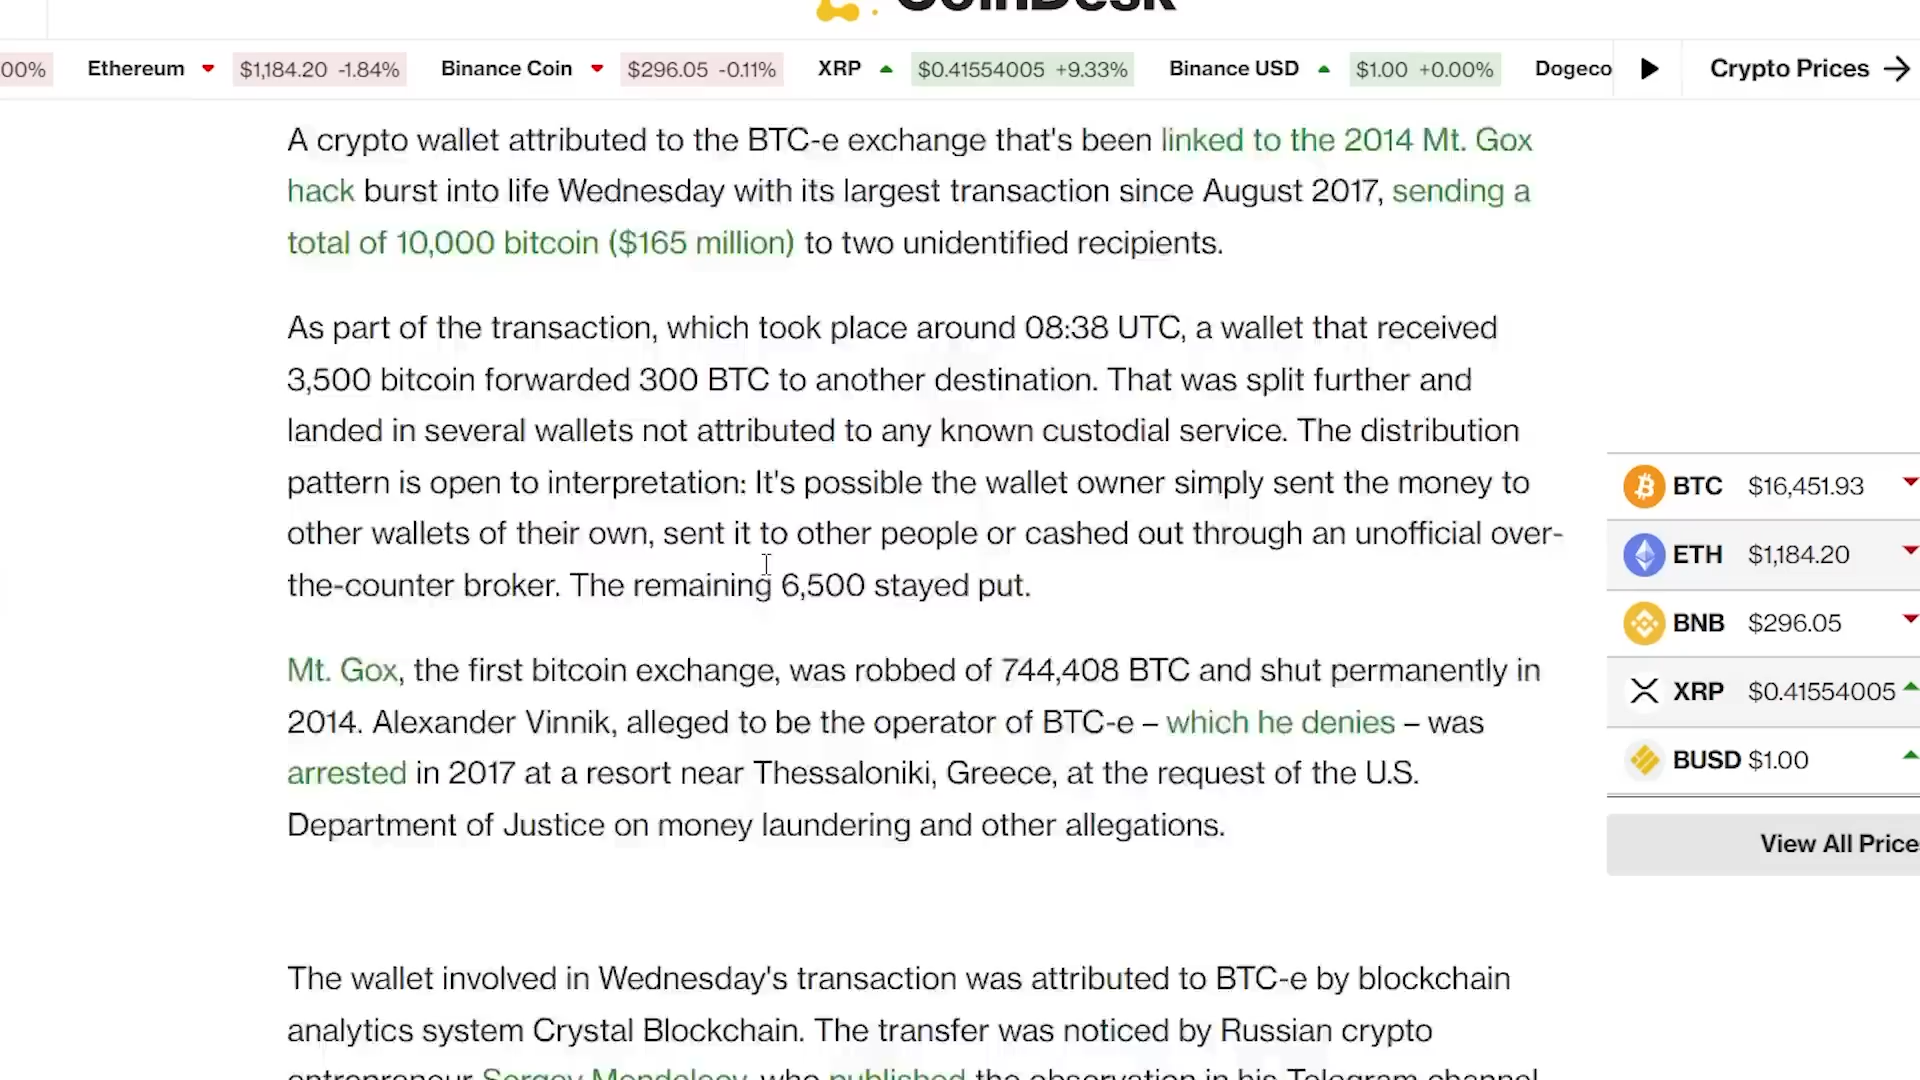 CoinDesk
00% Ethereum $1,184.20 -1.84% Binance Coin $296.05 -0.11% XRP $0.41554005 +9.33% Binance USD $1.00 +0.00% Dogeco Crypto Prices
A crypto wallet attributed to the BTC-e exchange that's been linked to the 2014 Mt. Gox
hack burst into life Wednesday with its largest transaction since August 2017, sending a
total of 10,000 bitcoin ($165 million) to two unidentified recipients.
As part of the transaction, which took place around 08:38 UTC, a wallet that received
3,500 bitcoin forwarded 300 BTC to another destination. That was split further and
landed in several wallets not attributed to any known custodial service. The distribution
pattern is open to interpretation: It's possible the wallet owner simply sent the money to
other wallets of their own, sent it to other people or cashed out through an unofficial over-
the-counter broker. The remaining 6,500 stayed put.
Mt. Gox, the first bitcoin exchange, was robbed of 744,408 BTC and shut permanently in
2014. Alexander Vinnik, alleged to be the operator of BTC-e – which he denies – was
arrested in 2017 at a resort near Thessaloniki, Greece, at the request of the U.S.
Department of Justice on money laundering and other allegations.
The wallet involved in Wednesday's transaction was attributed to BTC-e by blockchain
analytics system Crystal Blockchain. The transfer was noticed by Russian crypto
entrepreneur Sergey Mendeleev, who published the observation in his Telegram channel
BTC $16,451.93
ETH $1,184.20
BNB $296.05
XRP $0.41554005
BUSD $1.00
View All Price